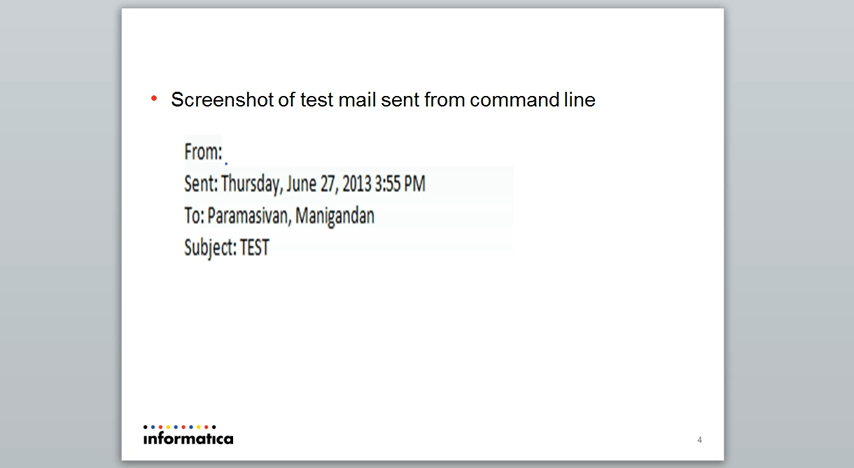 Screenshot of test mail sent from command line
From:
Sent: Thursday, June 27, 2013 3:55 PM
To: Paramasivan, Manigandan
Subject: TEST
informatica
4